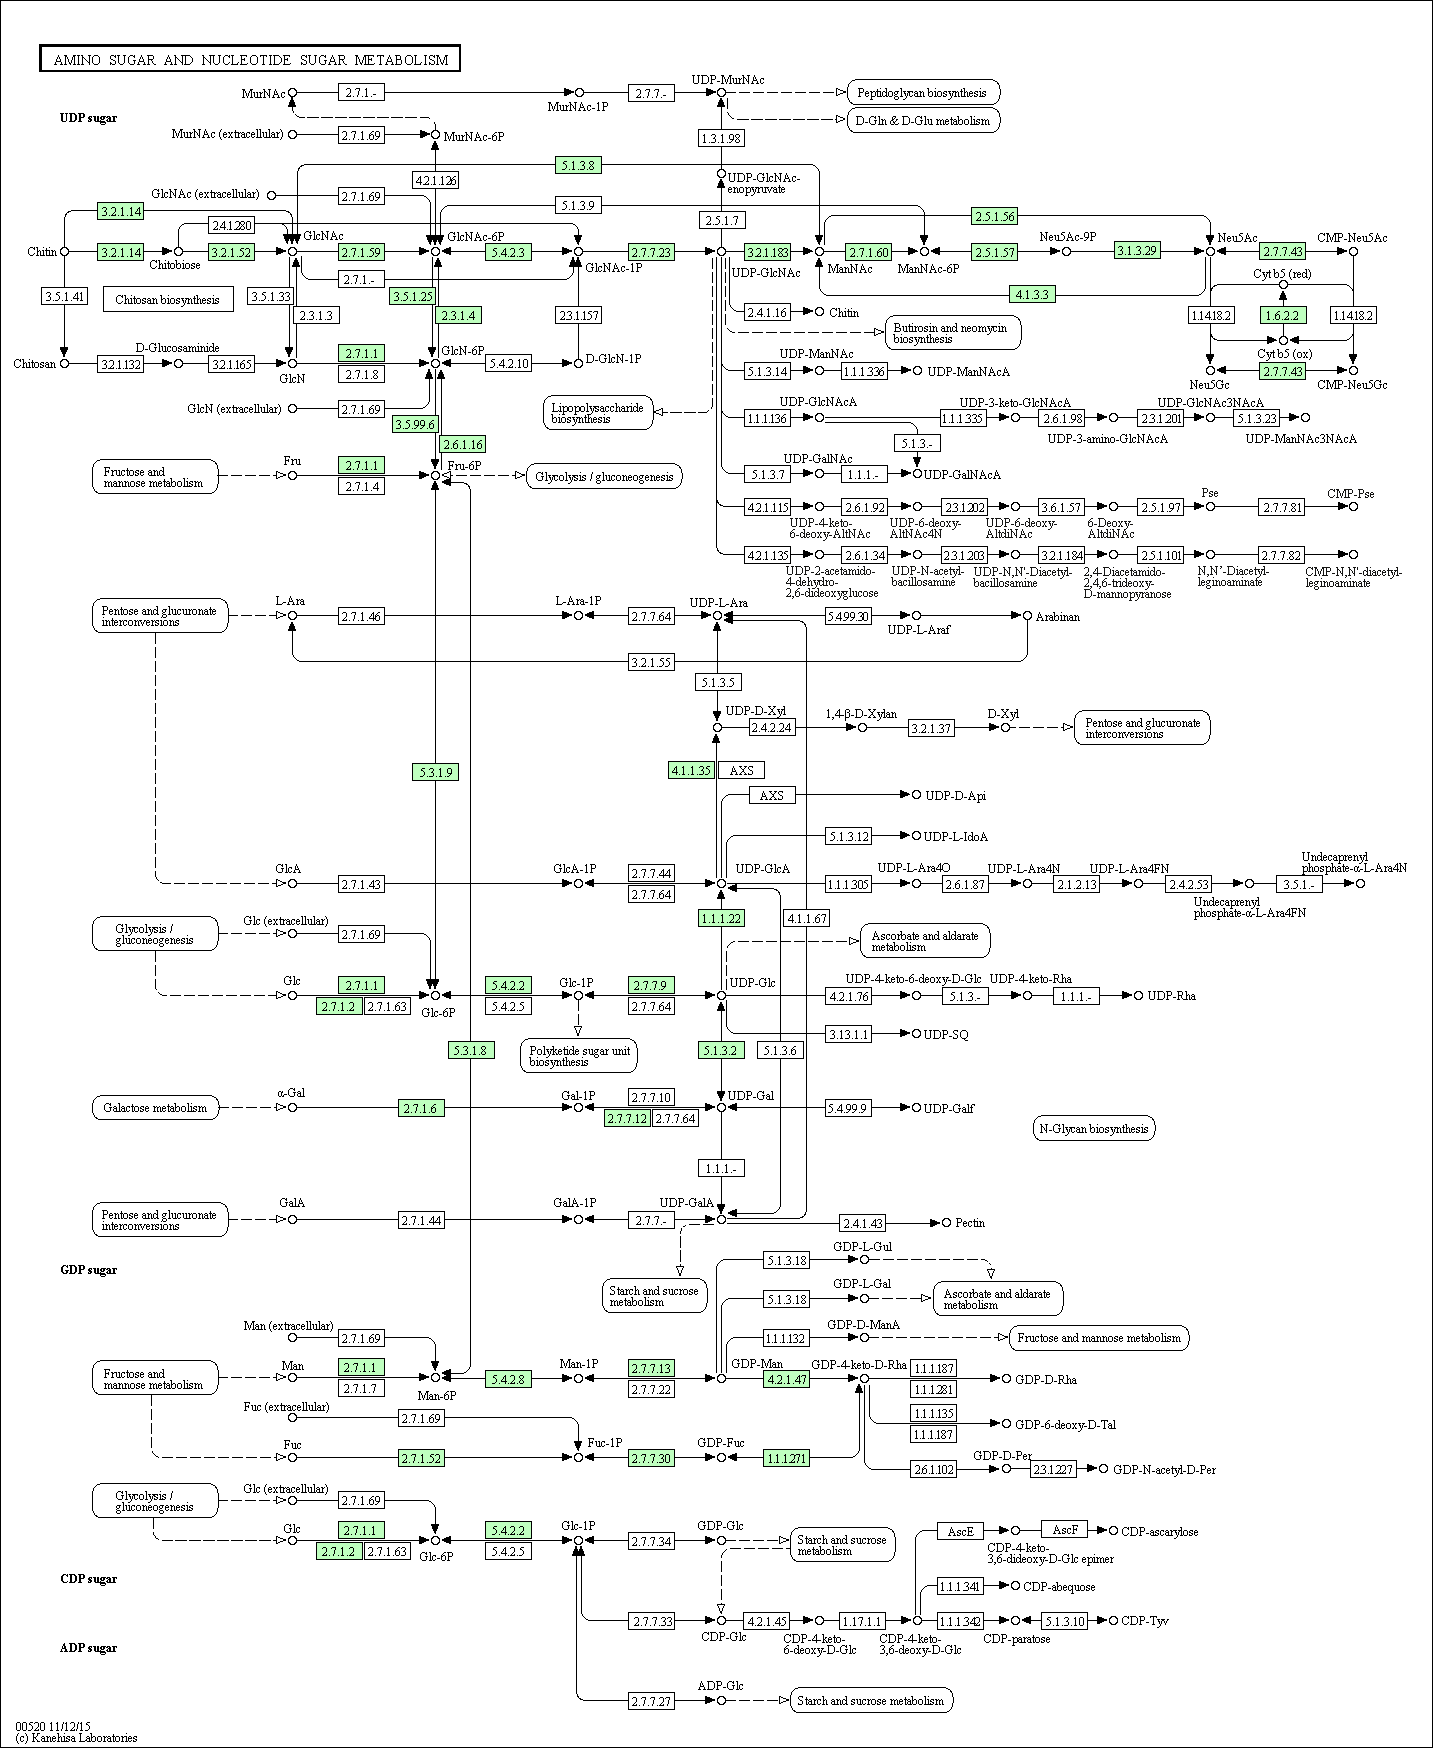 AMINO SUGAR AND NUCLEOTIDE SUGAR METABOLISM
MurNAc
2.7.1.-
MurNAc-1P
2.7.7.-
UDP-MurNAc
Peptidoglycan biosynthesis
UDP sugar
D-Gln & D-Glu metabolism
MurNAc (extracellular)
2.7.1.69
MurNAc-6P
1.3.1.98
5.1.3.8
4.2.1.126
UDP-GlcNAc-
enopyruvate
GlcNAc (extracellular)
2.7.1.69
5.1.3.9
3.2.1.14
2.4.1.280
2.5.1.7
2.5.1.56
Chitin
3.2.1.14
Chitobiose
3.2.1.52
GlcNAc
2.7.1.59
GlcNAc-6P
5.4.2.3
GlcNAc-1P
2.7.7.23
UDP-GlcNAc
3.2.1.183
ManNAc
2.7.1.60
ManNAc-6P
2.5.1.57
Neu5Ac-9P
3.1.3.29
Neu5Ac
2.7.7.43
CMP-Neu5Ac
2.7.1.-
3.5.1.41
Chitosan biosynthesis
3.5.1.33
2.3.1.3
3.5.1.25
2.3.1.4
2.3.1.157
4.1.3.3
2.4.1.16
Chitin
Cyt b5 (red)
1.14.18.2
1.6.2.2
1.14.18.2
Cyt b5 (ox)
Butirosin and neomycin
biosynthesis
Chitosan
3.2.1.132
D-Glucosaminide
3.2.1.165
GlcN
2.7.1.1
2.7.1.8
GlcN-6P
5.4.2.10
D-GlcN-1P
5.1.3.14
UDP-ManNAc
1.1.1.336
UDP-ManNAcA
Neu5Gc
2.7.7.43
CMP-Neu5Gc
GlcN (extracellular)
2.7.1.69
Lipopolysaccharide
biosynthesis
1.1.1.136
UDP-GlcNAcA
1.1.1.335
UDP-3-keto-GlcNAcA
2.6.1.98
UDP-3-amino-GlcNAcA
2.3.1.201
UDP-GlcNAc3NAcA
5.1.3.23
UDP-ManNAc3NAcA
3.5.99.6
2.6.1.16
5.1.3.-
Fructose and
mannose metabolism
Fru
2.7.1.1
2.7.1.4
Fru-6P
Glycolysis / gluconeogenesis
5.1.3.7
UDP-GalNAc
1.1.1.-
UDP-GalNAcA
4.2.1.115
UDP-4-keto-
6-deoxy-AltNAc
2.6.1.92
UDP-6-deoxy-
AltNAc4N
2.3.1.202
UDP-6-deoxy-
AltdiNAc
3.6.1.57
6-Deoxy-
AltdiNAc
2.5.1.97
Pse
2.7.7.81
CMP-Pse
4.2.1.135
UDP-2-acetamido-
4-dehydro-
2,6-dideoxyglucose
2.6.1.34
UDP-N-acetyl-
bacillosamine
2.3.1.203
UDP-N,N'-Diacetyl-
bacillosamine
3.2.1.184
2,4-Diacetamido-
2,4,6-trideoxy-
D-mannopyranose
2.5.1.101
N,N'-Diacetyl-
leginoaminate
2.7.7.82
CMP-N,N'-diacetyl-
leginoaminate
Pentose and glucuronate
interconversions
L-Ara
2.7.1.46
L-Ara-1P
2.7.7.64
UDP-L-Ara
5.4.99.30
UDP-L-Araf
Arabinan
3.2.1.55
5.1.3.5
UDP-D-Xyl
2.4.2.24
1,4-β-D-Xylan
3.2.1.37
D-Xyl
Pentose and glucuronate
interconversions
5.3.1.9
4.1.1.35
AXS
AXS
UDP-D-Api
5.1.3.12
UDP-L-IdoA
GlcA
2.7.1.43
GlcA-1P
2.7.7.44
2.7.7.64
UDP-GlcA
1.1.1.305
UDP-L-Ara4O
2.6.1.87
UDP-L-Ara4N
2.1.2.13
UDP-L-Ara4FN
2.4.2.53
Undecaprenyl
phosphate-α-L-Ara4FN
3.5.1.-
Undecaprenyl
phosphate-α-L-Ara4N
1.1.1.22
4.1.1.67
Glycolysis /
gluconeogenesis
Glc (extracellular)
2.7.1.69
Ascorbate and aldarate
metabolism
Glc
2.7.1.1
2.7.1.2
2.7.1.63
Glc-6P
5.4.2.2
5.4.2.5
Glc-1P
2.7.7.9
2.7.7.64
UDP-Glc
4.2.1.76
UDP-4-keto-6-deoxy-D-Glc
5.1.3.-
UDP-4-keto-Rha
1.1.1.-
UDP-Rha
3.13.1.1
UDP-SQ
5.3.1.8
Polyketide sugar unit
biosynthesis
5.1.3.2
5.1.3.6
Galactose metabolism
α-Gal
2.7.1.6
Gal-1P
2.7.7.10
2.7.7.12
2.7.7.64
UDP-Gal
5.4.99.9
UDP-Galf
N-Glycan biosynthesis
1.1.1.-
Pentose and glucuronate
interconversions
GalA
2.7.1.44
GalA-1P
2.7.7.-
UDP-GalA
2.4.1.43
Pectin
GDP sugar
Starch and sucrose
metabolism
5.1.3.18
GDP-L-Gul
5.1.3.18
GDP-L-Gal
Ascorbate and aldarate
metabolism
Man (extracellular)
2.7.1.69
1.1.1.132
GDP-D-ManA
Fructose and mannose metabolism
Fructose and
mannose metabolism
Man
2.7.1.1
2.7.1.7
Man-6P
5.4.2.8
Man-1P
2.7.7.13
2.7.7.22
GDP-Man
4.2.1.47
GDP-4-keto-D-Rha
1.1.1.187
1.1.1.281
GDP-D-Rha
Fuc (extracellular)
2.7.1.69
1.1.1.135
1.1.1.187
GDP-6-deoxy-D-Tal
Fuc
2.7.1.52
Fuc-1P
2.7.7.30
GDP-Fuc
1.1.1.271
2.6.1.102
GDP-D-Per
2.3.1.227
GDP-N-acetyl-D-Per
Glycolysis /
gluconeogenesis
Glc (extracellular)
2.7.1.69
Glc
2.7.1.1
2.7.1.2
2.7.1.63
Glc-6P
5.4.2.2
5.4.2.5
Glc-1P
2.7.7.34
GDP-Glc
Starch and sucrose
metabolism
AscE
CDP-4-keto-
3,6-dideoxy-D-Glc epimer
AscF
CDP-ascarylose
CDP sugar
1.1.1.341
CDP-abequose
2.7.7.33
CDP-Glc
4.2.1.45
CDP-4-keto-
6-deoxy-D-Glc
1.17.1.1
CDP-4-keto-
3,6-deoxy-D-Glc
1.1.1.342
CDP-paratose
5.1.3.10
CDP-Tyv
ADP sugar
2.7.7.27
ADP-Glc
Starch and sucrose metabolism
00520 11/12/15
(c) Kanehisa Laboratories